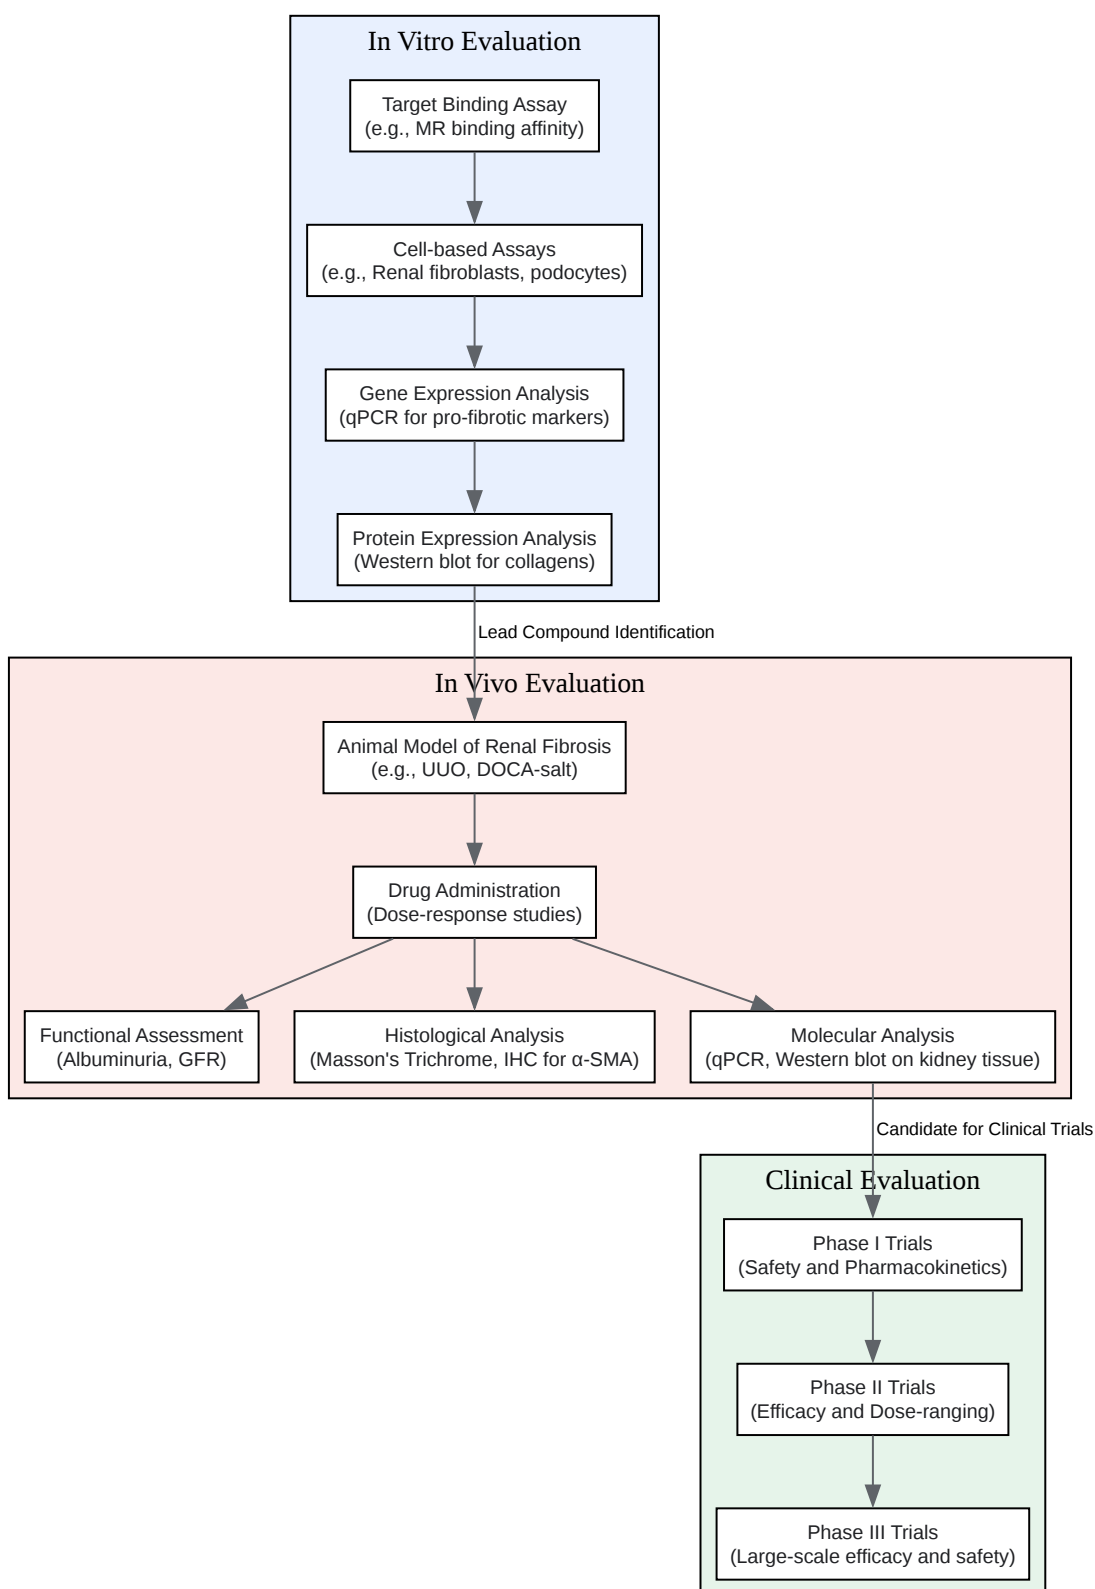 In Vitro Evaluation
Target Binding Assay
(e.g., MR binding affinity)
Cell-based Assays
(e.g., Renal fibroblasts, podocytes)
Gene Expression Analysis
(qPCR for pro-fibrotic markers)
Protein Expression Analysis
(Western blot for collagens)
Lead Compound Identification
In Vivo Evaluation
Animal Model of Renal Fibrosis
(e.g., UUO, DOCA-salt)
Drug Administration
(Dose-response studies)
Functional Assessment
(Albuminuria, GFR)
Histological Analysis
(Masson's Trichrome, IHC for α-SMA)
Molecular Analysis
(qPCR, Western blot on kidney tissue)
Candidate for Clinical Trials
Clinical Evaluation
Phase I Trials
(Safety and Pharmacokinetics)
Phase II Trials
(Efficacy and Dose-ranging)
Phase III Trials
(Large-scale efficacy and safety)